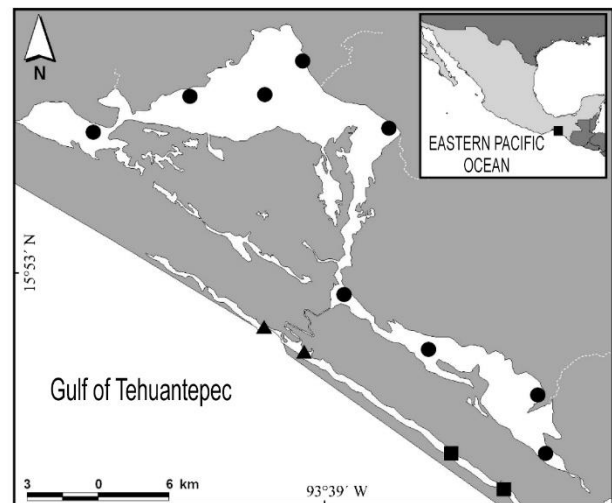 N
EASTERN PACIFIC
OCEAN
15°53´ N
Gulf of Tehuantepec
3 0 6 km
93°39´ W